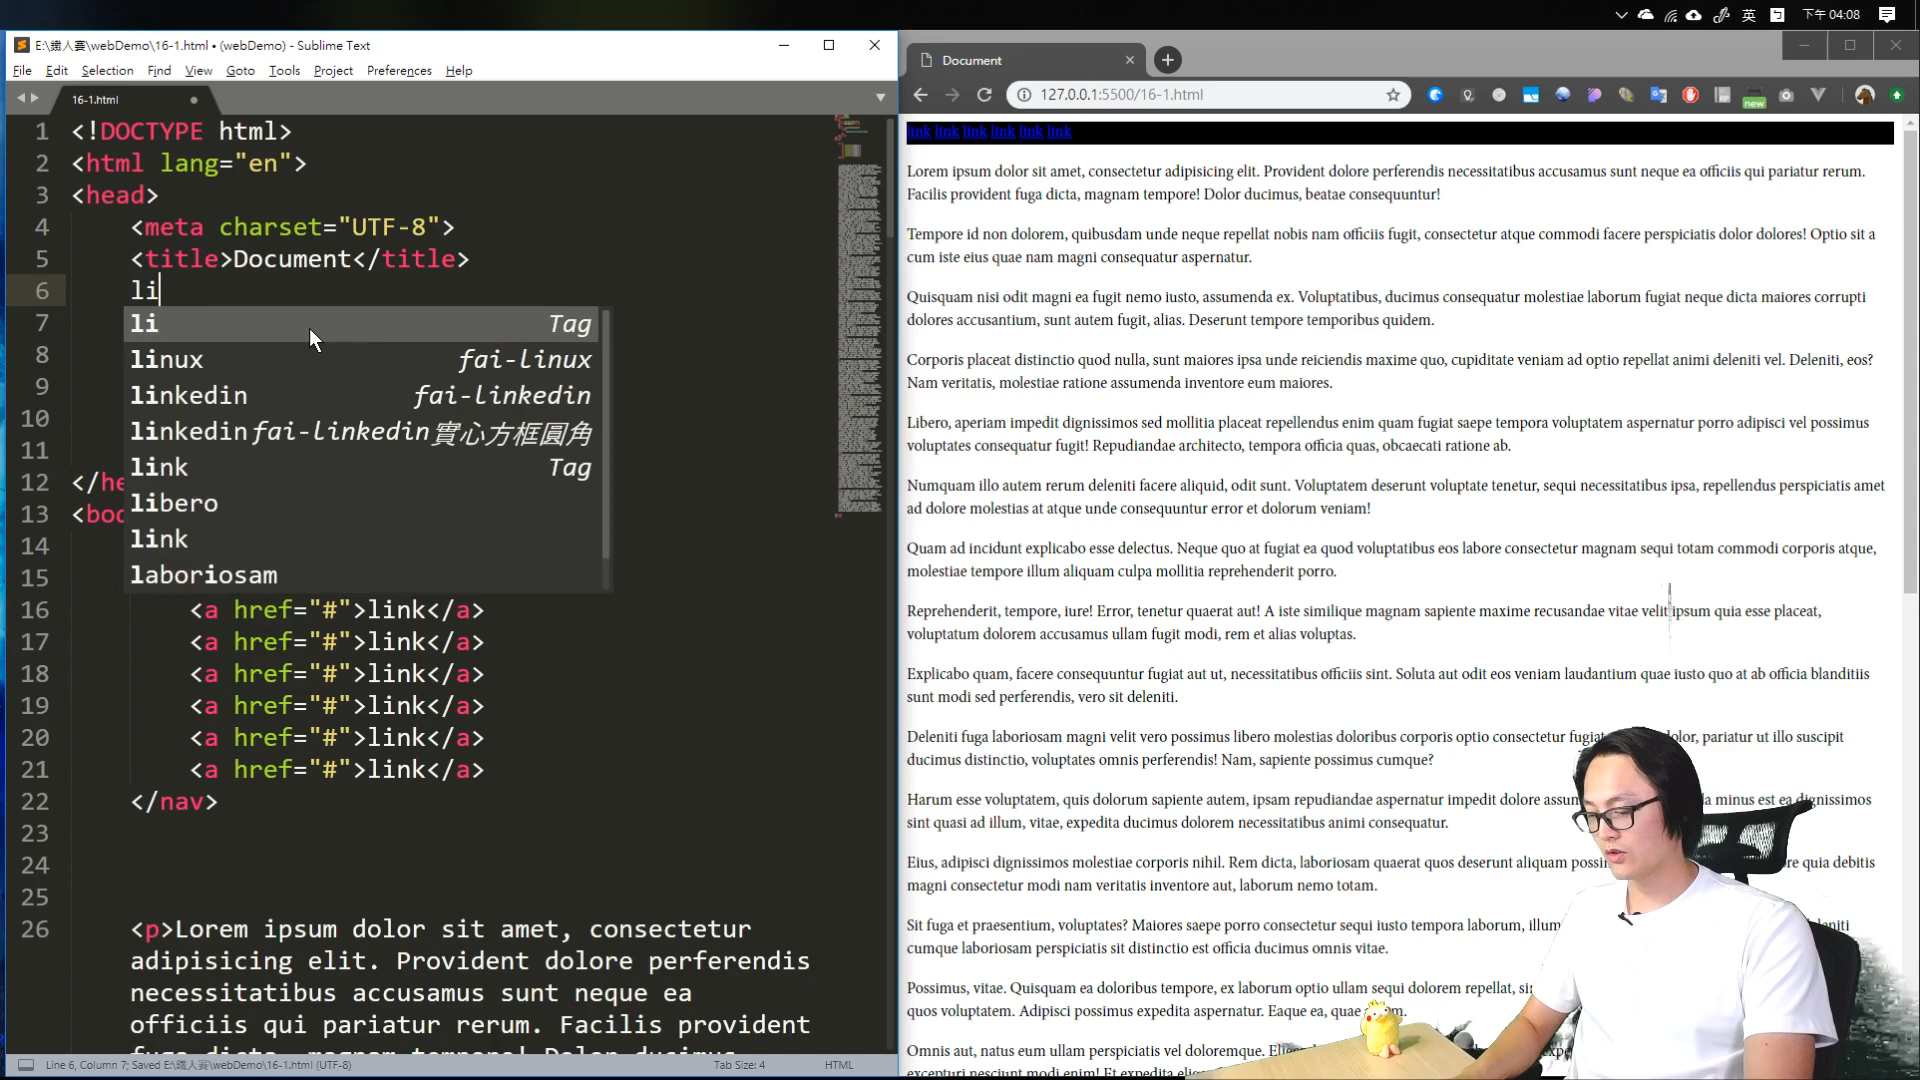 下午 04:08
英
E:\鐵人賽\webDemo\16-1.html • (webDemo) - Sublime Text
File Edit Selection Find View Goto Tools Project Preferences Help
16-1.html
1 <!DOCTYPE html>
2 <html lang="en">
3 <head>
4 <meta charset="UTF-8">
5 <title>Document</title>
6 li
7
8
9
10
11
12 </he
13 <bod
14
15
16 <a href="#">link</a>
17 <a href="#">link</a>
18 <a href="#">link</a>
19 <a href="#">link</a>
20 <a href="#">link</a>
21 <a href="#">link</a>
22 </nav>
23
24
25
26 <p>Lorem ipsum dolor sit amet, consectetur
adipisicing elit. Provident dolore perferendis
necessitatibus accusamus sunt neque ea
officiis qui pariatur rerum. Facilis provident
li Tag
linux fai-linux
linkedin fai-linkedin
linkedin fai-linkedin實心方框圓角
link Tag
libero
link
laboriosam
Line 6, Column 7; Saved E:\鐵人賽\webDemo\16-1.html (UTF-8)
Tab Size: 4
HTML
Document
127.0.0.1:5500/16-1.html
new
link link link link link link
Lorem ipsum dolor sit amet, consectetur adipisicing elit. Provident dolore perferendis necessitatibus accusamus sunt neque ea officiis qui pariatur rerum.
Facilis provident fuga dicta, magnam tempore! Dolor ducimus, beatae consequuntur!
Tempore id non dolorem, quibusdam unde neque repellat nobis nam officiis fugit, consectetur atque commodi facere perspiciatis dolor dolores! Optio sit a
cum iste eius quae nam magni consequatur aspernatur.
Quisquam nisi odit magni ea fugit nemo iusto, assumenda ex. Voluptatibus, ducimus consequatur molestiae laborum fugiat neque dicta maiores corrupti
dolores accusantium, sunt autem fugit, alias. Deserunt tempore temporibus quidem.
Corporis placeat distinctio quod nulla, sunt maiores ipsa unde reiciendis maxime quo, cupiditate veniam ad optio repellat animi deleniti vel. Deleniti, eos?
Nam veritatis, molestiae ratione assumenda inventore eum maiores.
Libero, aperiam impedit dignissimos sed mollitia placeat repellendus enim quam fugiat saepe tempora voluptatem aspernatur porro adipisci vel possimus
voluptates consequatur fugit! Repudiandae architecto, tempora officia quas, obcaecati ratione ab.
Numquam illo autem rerum deleniti facere aliquid, odit sunt. Voluptatem deserunt voluptate tenetur, sequi necessitatibus ipsa, repellendus perspiciatis amet
ad dolore molestias at atque unde consequuntur error et dolorum veniam!
Quam ad incidunt explicabo esse delectus. Neque quo at fugiat ea quod voluptatibus eos labore consectetur magnam sequi totam commodi corporis atque,
molestiae tempore illum aliquam culpa mollitia reprehenderit porro.
Reprehenderit, tempore, iure! Error, tenetur quaerat aut! A iste similique magnam sapiente maxime recusandae vitae velit ipsum quia esse placeat,
voluptatum dolorem accusamus ullam fugit modi, rem et alias voluptas.
Explicabo quam, facere consequuntur fugiat aut ut, necessitatibus officiis sint. Soluta aut odit eos veniam laudantium quae iusto quo at ab officia blanditiis
sunt modi sed perferendis, vero sit deleniti.
Deleniti fuga laboriosam magni velit vero possimus libero molestias doloribus corporis optio consectetur fugiat dolor, pariatur ut illo suscipit
ducimus distinctio, voluptates omnis perferendis! Nam, sapiente possimus cumque?
Harum esse voluptatem, quis dolorum sapiente autem, ipsam repudiandae aspernatur impedit dolore assum minus est ea dignissimos
sint quasi ad illum, vitae, expedita ducimus dolorem necessitatibus animi consequatur.
Eius, adipisci dignissimos molestiae corporis nihil. Rem dicta, laboriosam quaerat quos deserunt aliquam possi quia debitis
magni consectetur modi nam veritatis inventore aut, laborum nemo totam.
Sit fuga et praesentium, voluptates? Maiores saepe porro consectetur sequi iusto tempora laborum, illum
cumque laboriosam perspiciatis sit distinctio est officia ducimus omnis vitae.
Possimus, vitae. Quisquam ea doloribus tempore, ex laborum optio ullam sequi dolorem repellat, si
quos voluptatem. Adipisci possimus expedita aspernatur. Eaque ea, quae
Omnis aut, natus eum ullam perspiciatis vel doloremque.